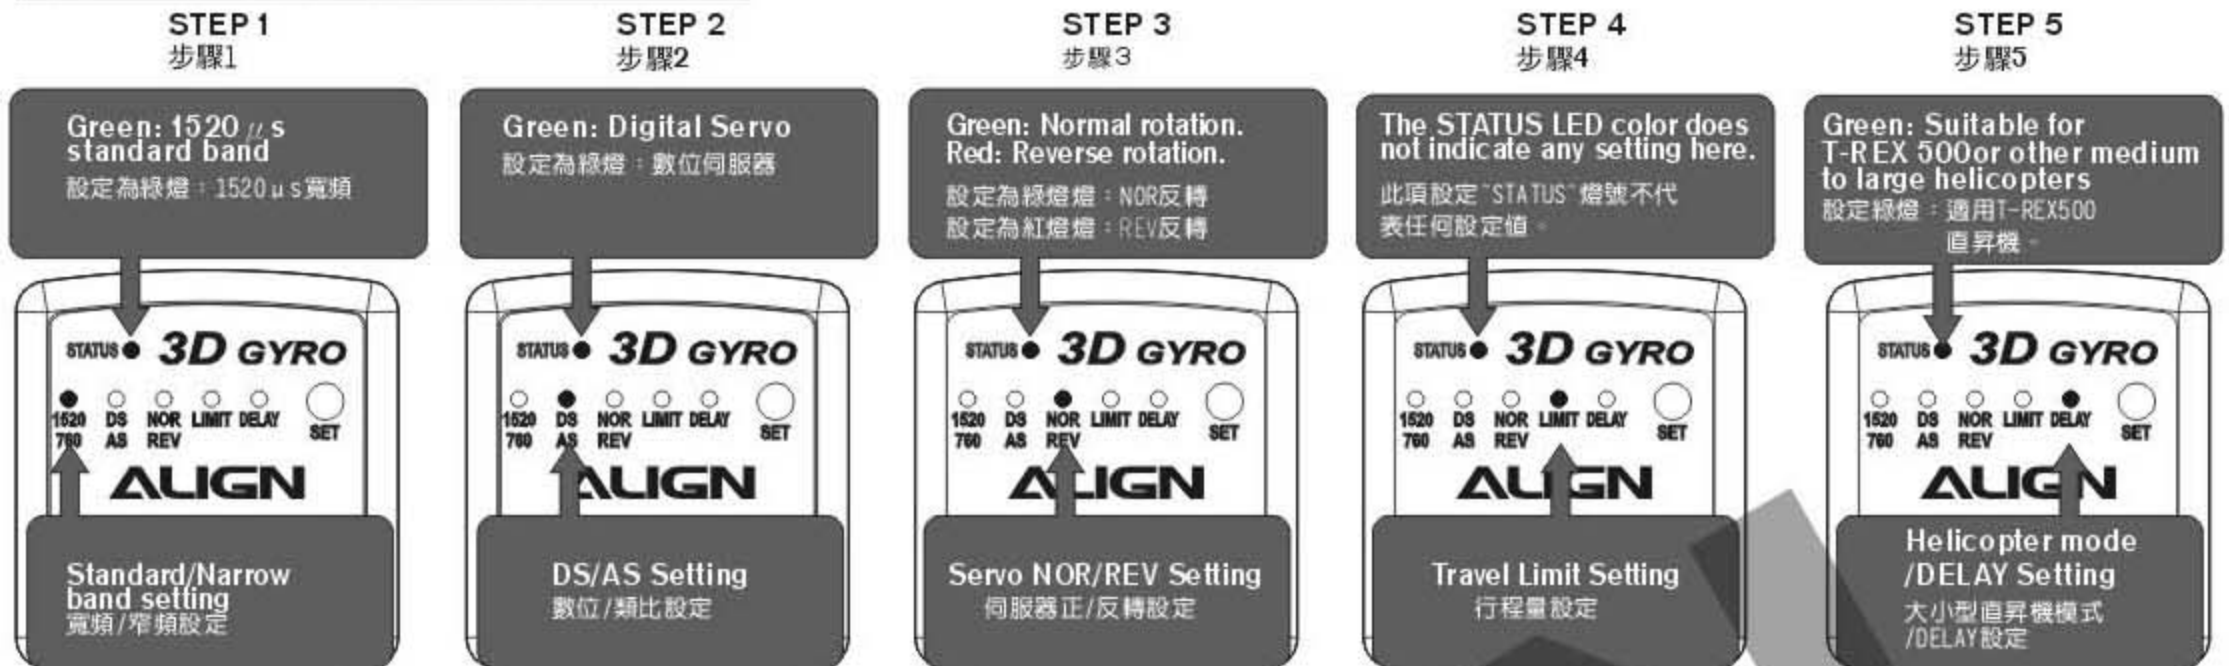 STEP 1
步驟1
Green: 1520 μs
standard band
設定為綠燈：1520μs寬頻
STATUS 3D GYRO
1520 DS NOR LIMIT DELAY
760 AS REV SET
ALIGN
Standard/Narrow
band setting
寬頻/窄頻設定
STEP 2
步驟2
Green: Digital Servo
設定為綠燈：數位伺服器
STATUS 3D GYRO
1520 DS NOR LIMIT DELAY
760 AS REV SET
ALIGN
DS/AS Setting
數位/類比設定
STEP 3
步驟3
Green: Normal rotation.
Red: Reverse rotation.
設定為綠燈燈：NOR反轉
設定為紅燈燈：REV反轉
STATUS 3D GYRO
1520 DS NOR LIMIT DELAY
760 AS REV SET
ALIGN
Servo NOR/REV Setting
伺服器正/反轉設定
STEP 4
步驟4
The STATUS LED color does
not indicate any setting here.
此項設定"STATUS"燈號不代
表任何設定值。
STATUS 3D GYRO
1520 DS NOR LIMIT DELAY
760 AS REV SET
ALIGN
Travel Limit Setting
行程量設定
STEP 5
步驟5
Green: Suitable for
T-REX 500or other medium
to large helicopters
設定綠燈：適用T-REX500
直昇機。
STATUS 3D GYRO
1520 DS NOR LIMIT DELAY
760 AS REV SET
ALIGN
Helicopter mode
/DELAY Setting
大小型直昇機模式
/DELAY設定